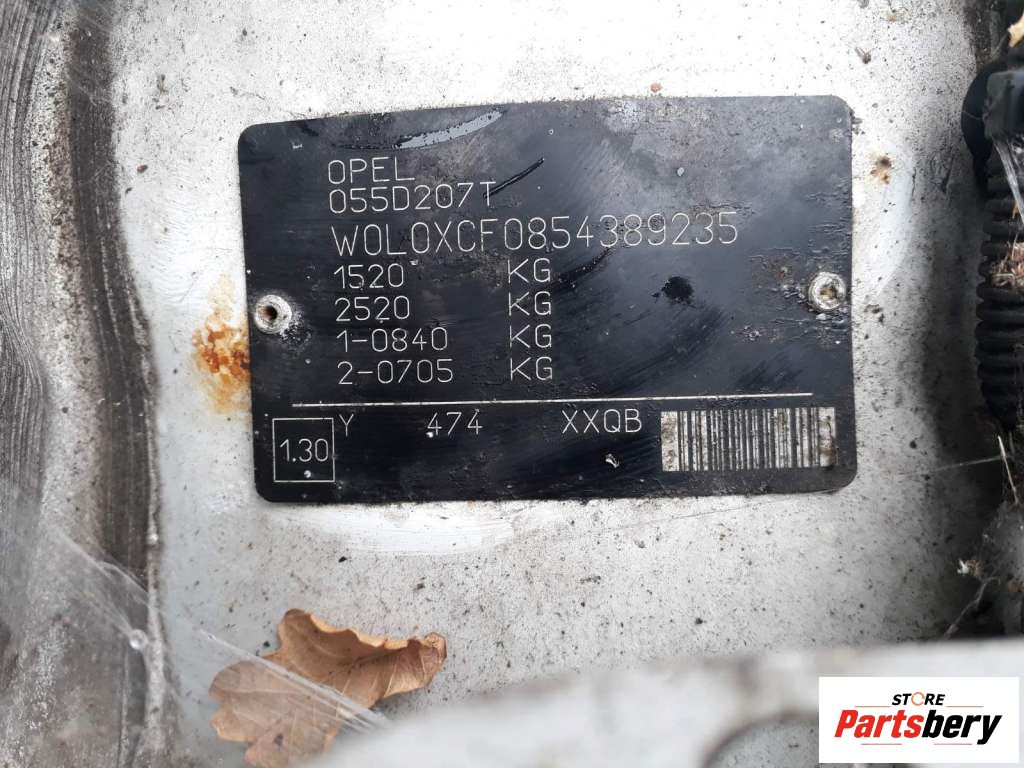 OPEL
055D207T
W0L0XCF0854389235
1520 KG
2520 KG
1-0840 KG
2-0705 KG
1.30 Y 474 XXQB
STORE
Partsbery